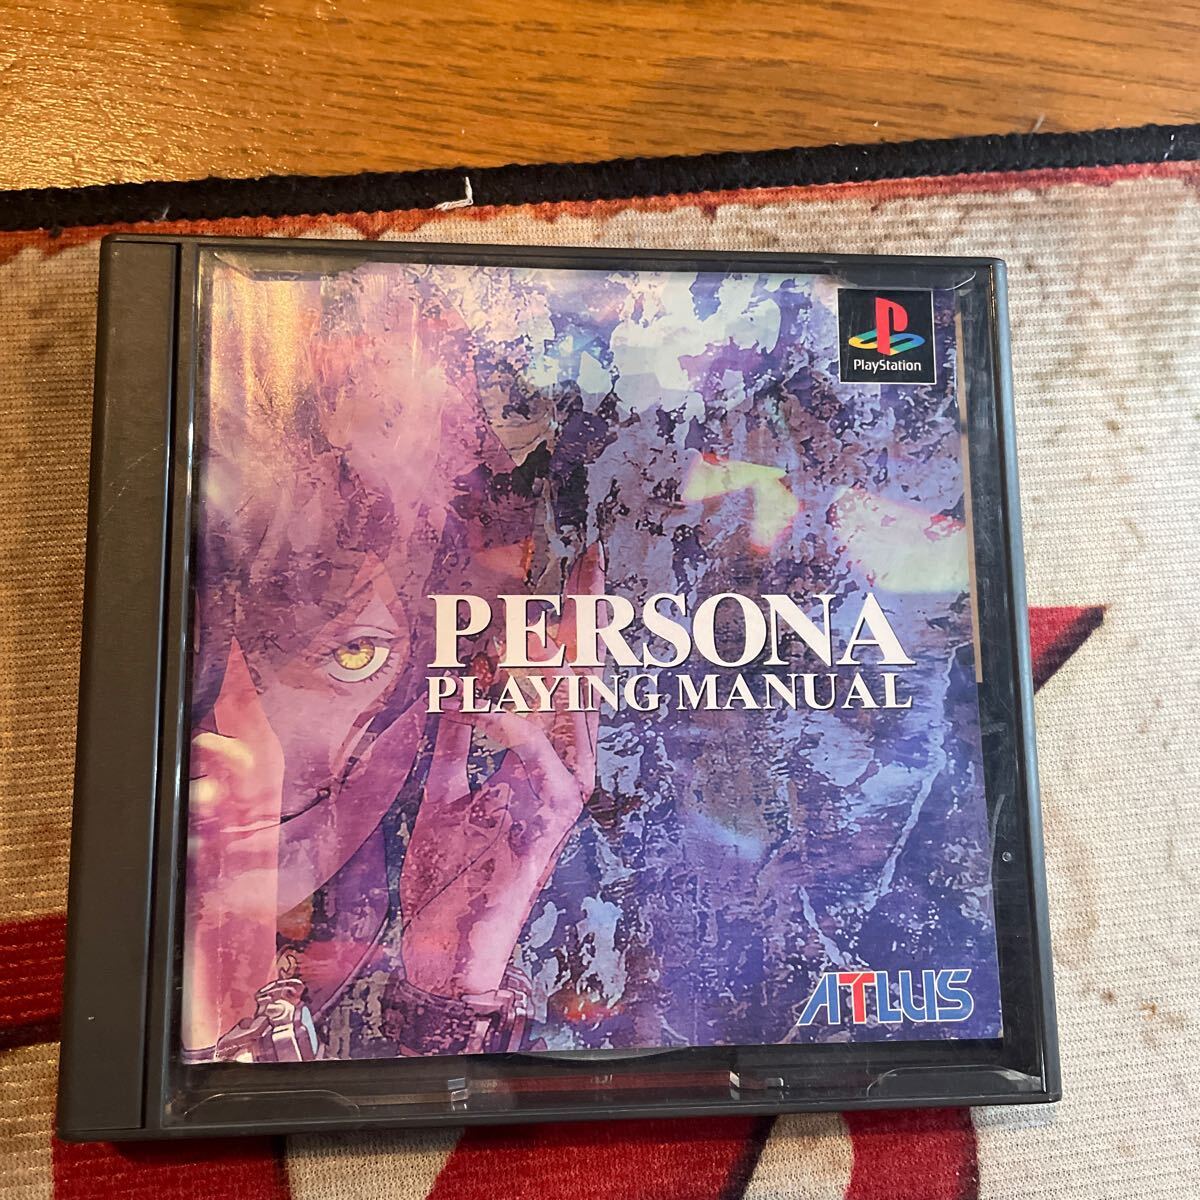 PlayStation
PERSONA
PLAYING MANUAL
ATLUS